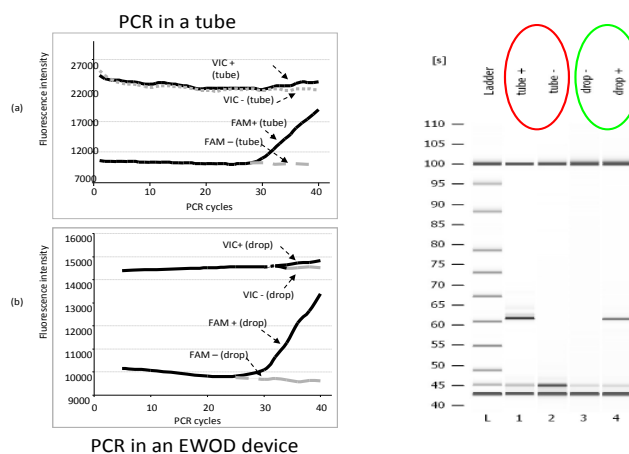 PCR in a tube
(a)
Fluorescence intensity
27000
22000
17000
12000
7000
VIC +
(tube)
VIC - (tube)
FAM+ (tube)
FAM – (tube)
0 10 20 30 40
PCR cycles
(b)
Fluorescence intensity
16000
15000
14000
13000
12000
11000
10000
9000
VIC+ (drop)
VIC - (drop)
FAM + (drop)
FAM – (drop)
0 10 20 30 40
PCR cycles
PCR in an EWOD device
[s]
Ladder
tube +
tube -
drop -
drop +
110
105
100
95
90
85
80
75
70
65
60
55
50
45
40
L 1 2 3 4